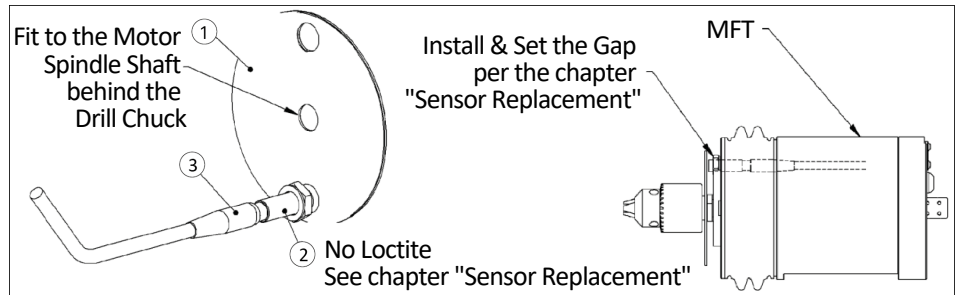 Fit to the Motor
Spindle Shaft
behind the
Drill Chuck
1
Install & Set the Gap
per the chapter
"Sensor Replacement"
MFT
3
2
No Loctite
See chapter "Sensor Replacement"